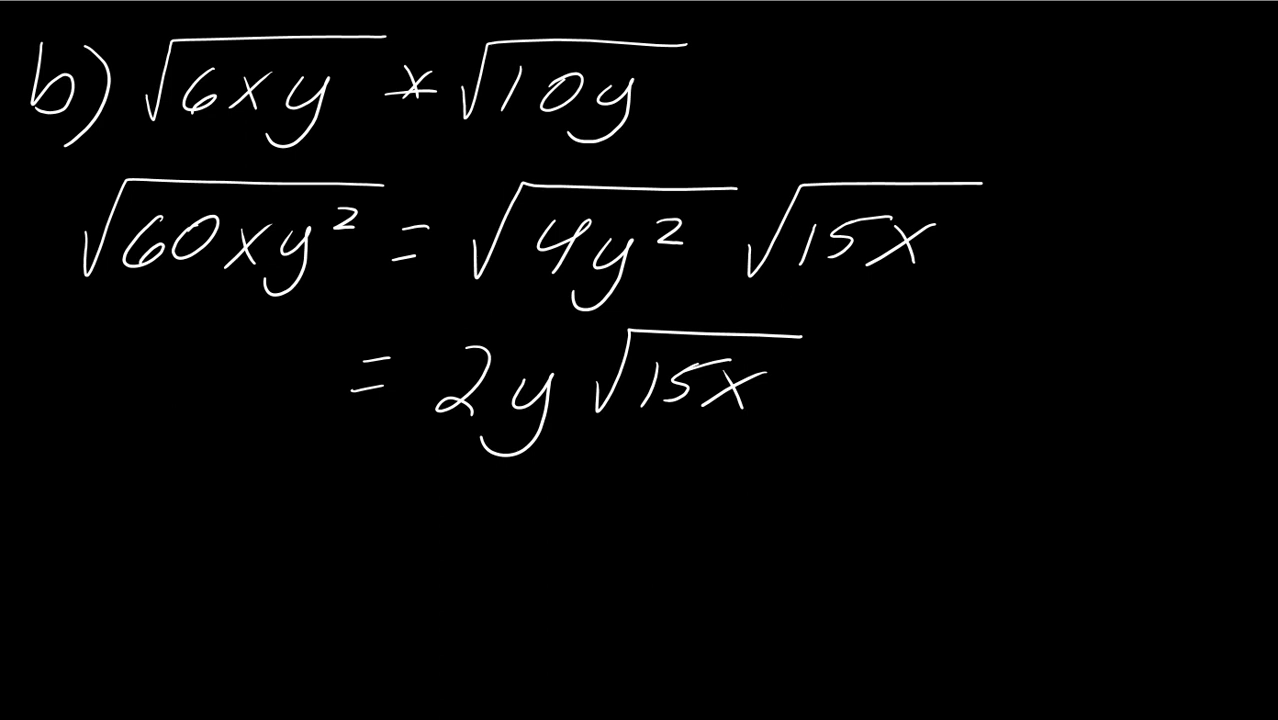 b) √6xy * √10y
√60xy² = √4y² √15x
= 2y √15x